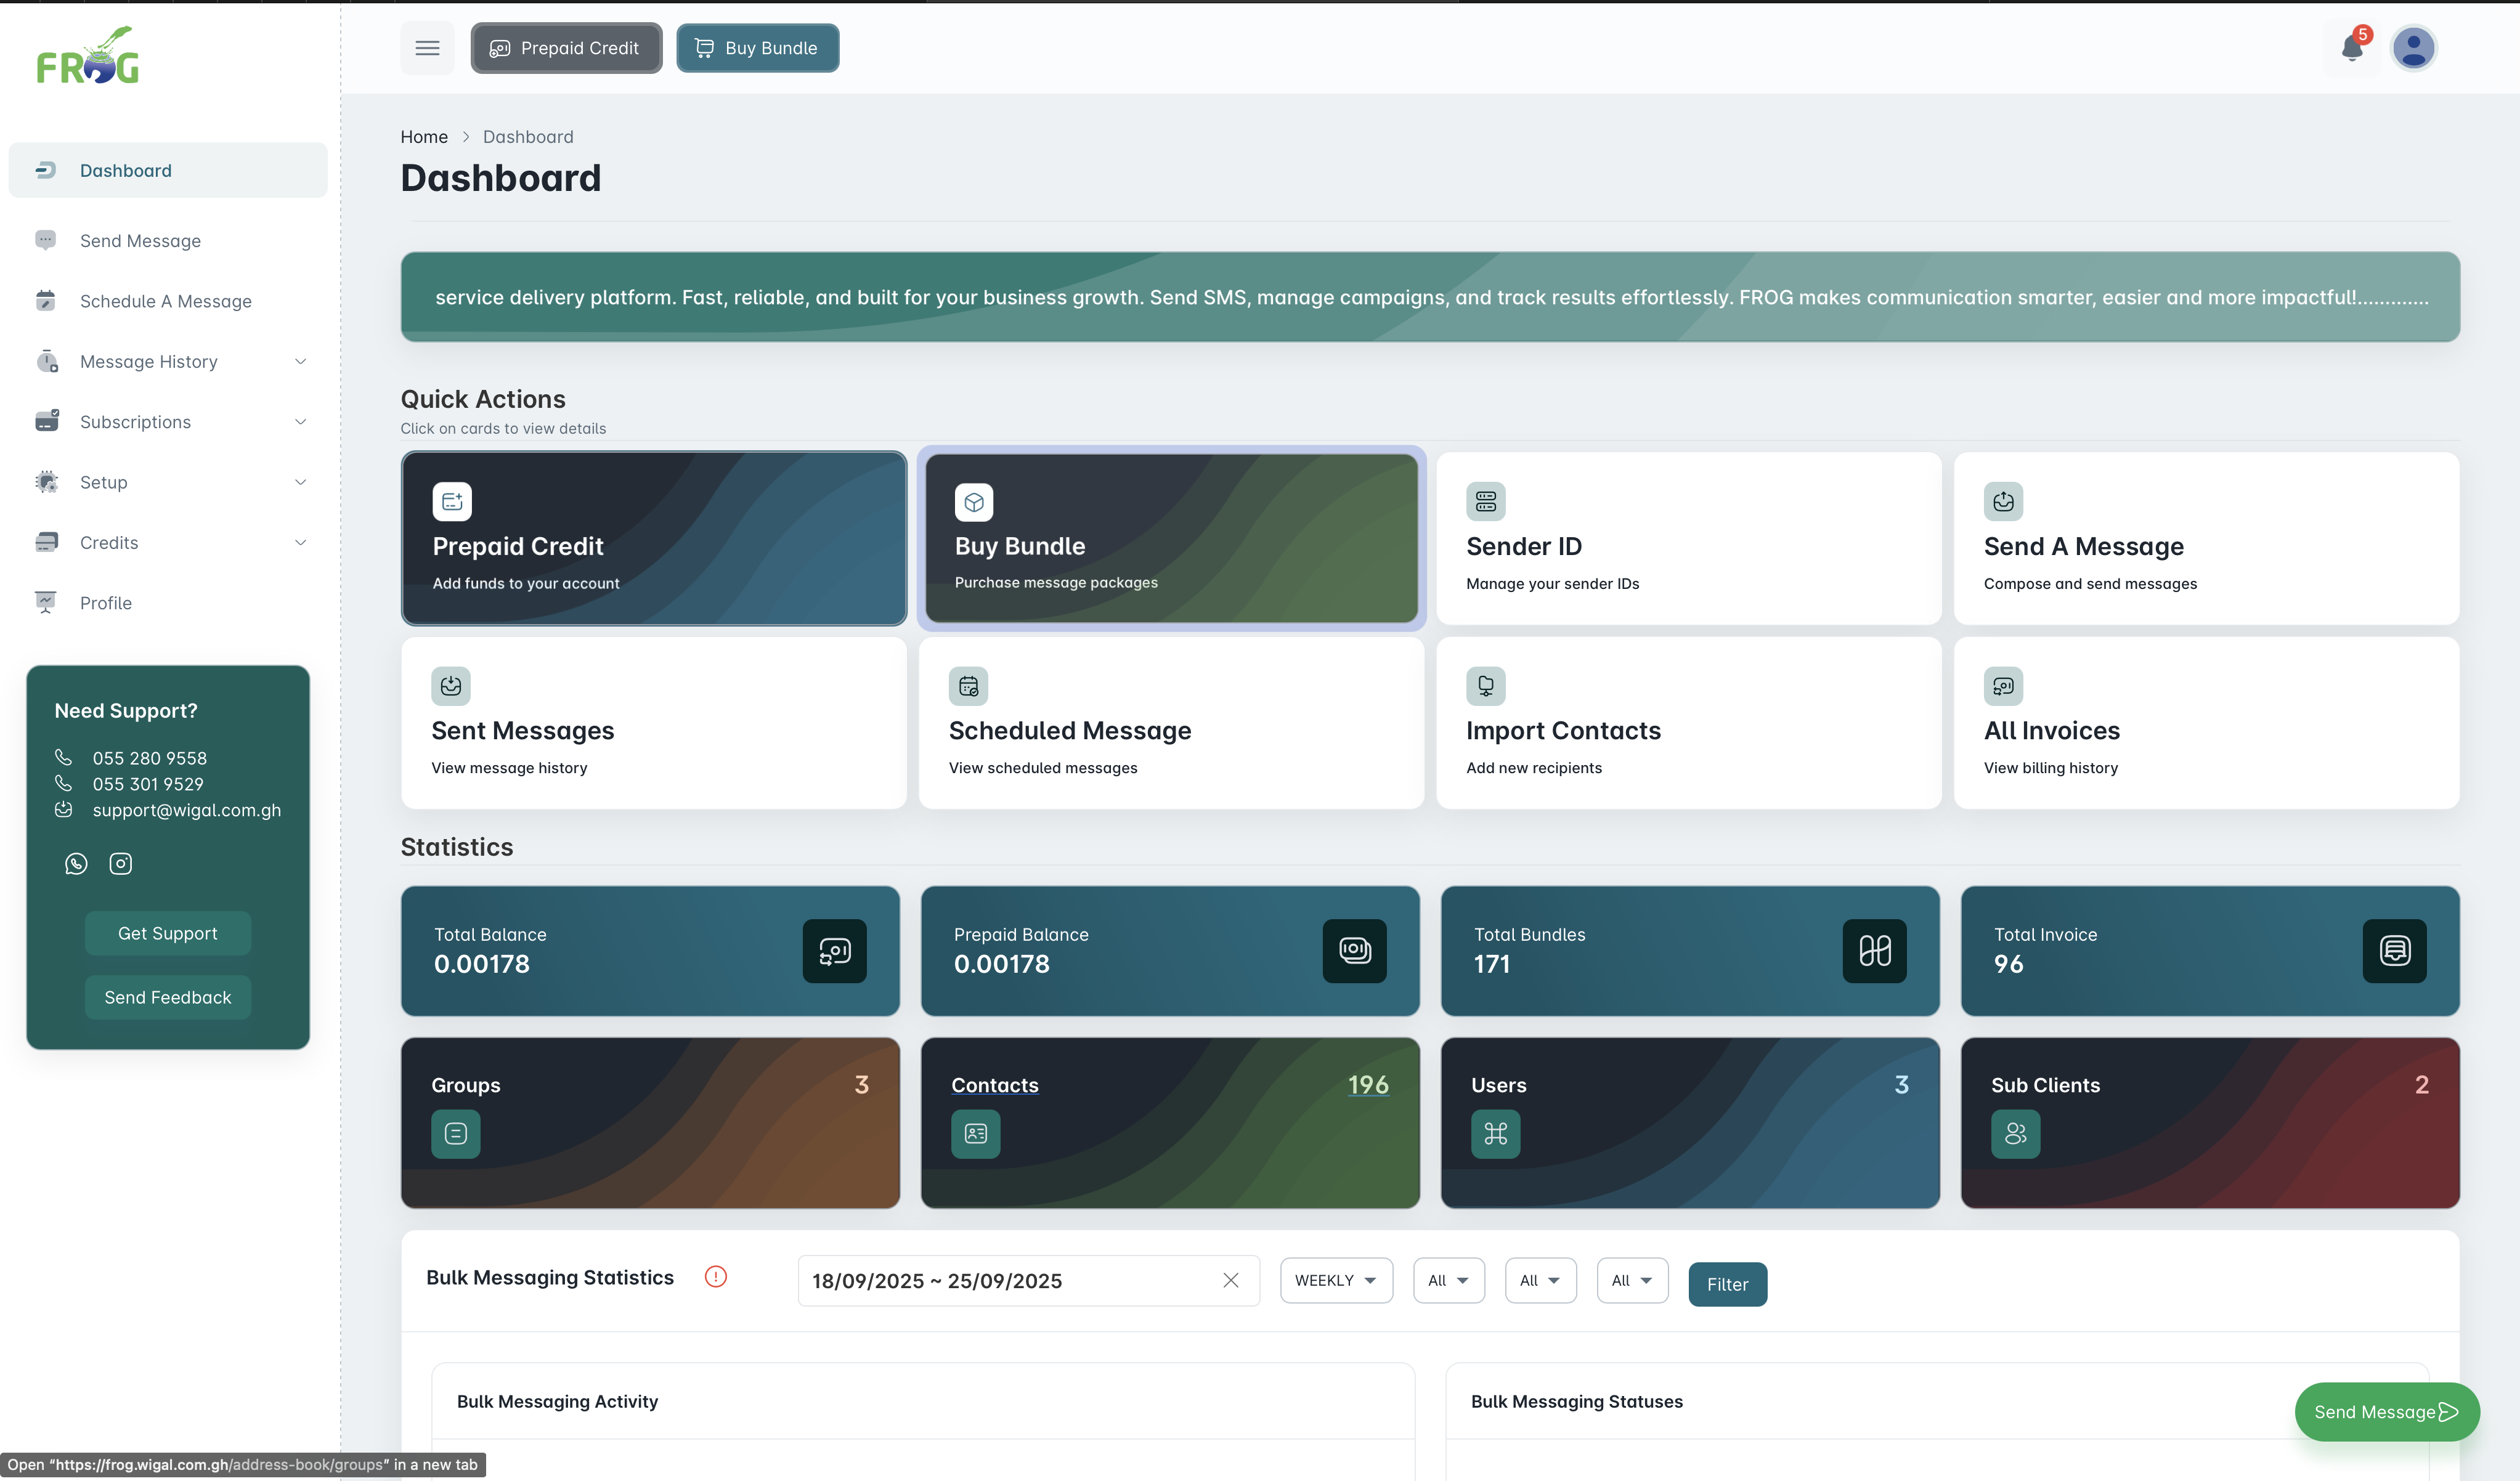 FROG
Prepaid Credit
Buy Bundle
5
Dashboard
Send Message
Schedule A Message
Message History
Subscriptions
Setup
Credits
Profile
Need Support?
055 280 9558
055 301 9529
support@wigal.com.gh
Get Support
Send Feedback
Home > Dashboard
Dashboard
service delivery platform. Fast, reliable, and built for your business growth. Send SMS, manage campaigns, and track results effortlessly. FROG makes communication smarter, easier and more impactful!............
Quick Actions
Click on cards to view details
Prepaid Credit
Add funds to your account
Buy Bundle
Purchase message packages
Sender ID
Manage your sender IDs
Send A Message
Compose and send messages
Sent Messages
View message history
Scheduled Message
View scheduled messages
Import Contacts
Add new recipients
All Invoices
View billing history
Statistics
Total Balance
0.00178
Prepaid Balance
0.00178
Total Bundles
171
Total Invoice
96
Groups 3
Contacts 196
Users 3
Sub Clients 2
Bulk Messaging Statistics
18/09/2025 ~ 25/09/2025
WEEKLY
All
All
All
Filter
Bulk Messaging Activity
Bulk Messaging Statuses
Send Message
Open “https://frog.wigal.com.gh/address-book/groups” in a new tab